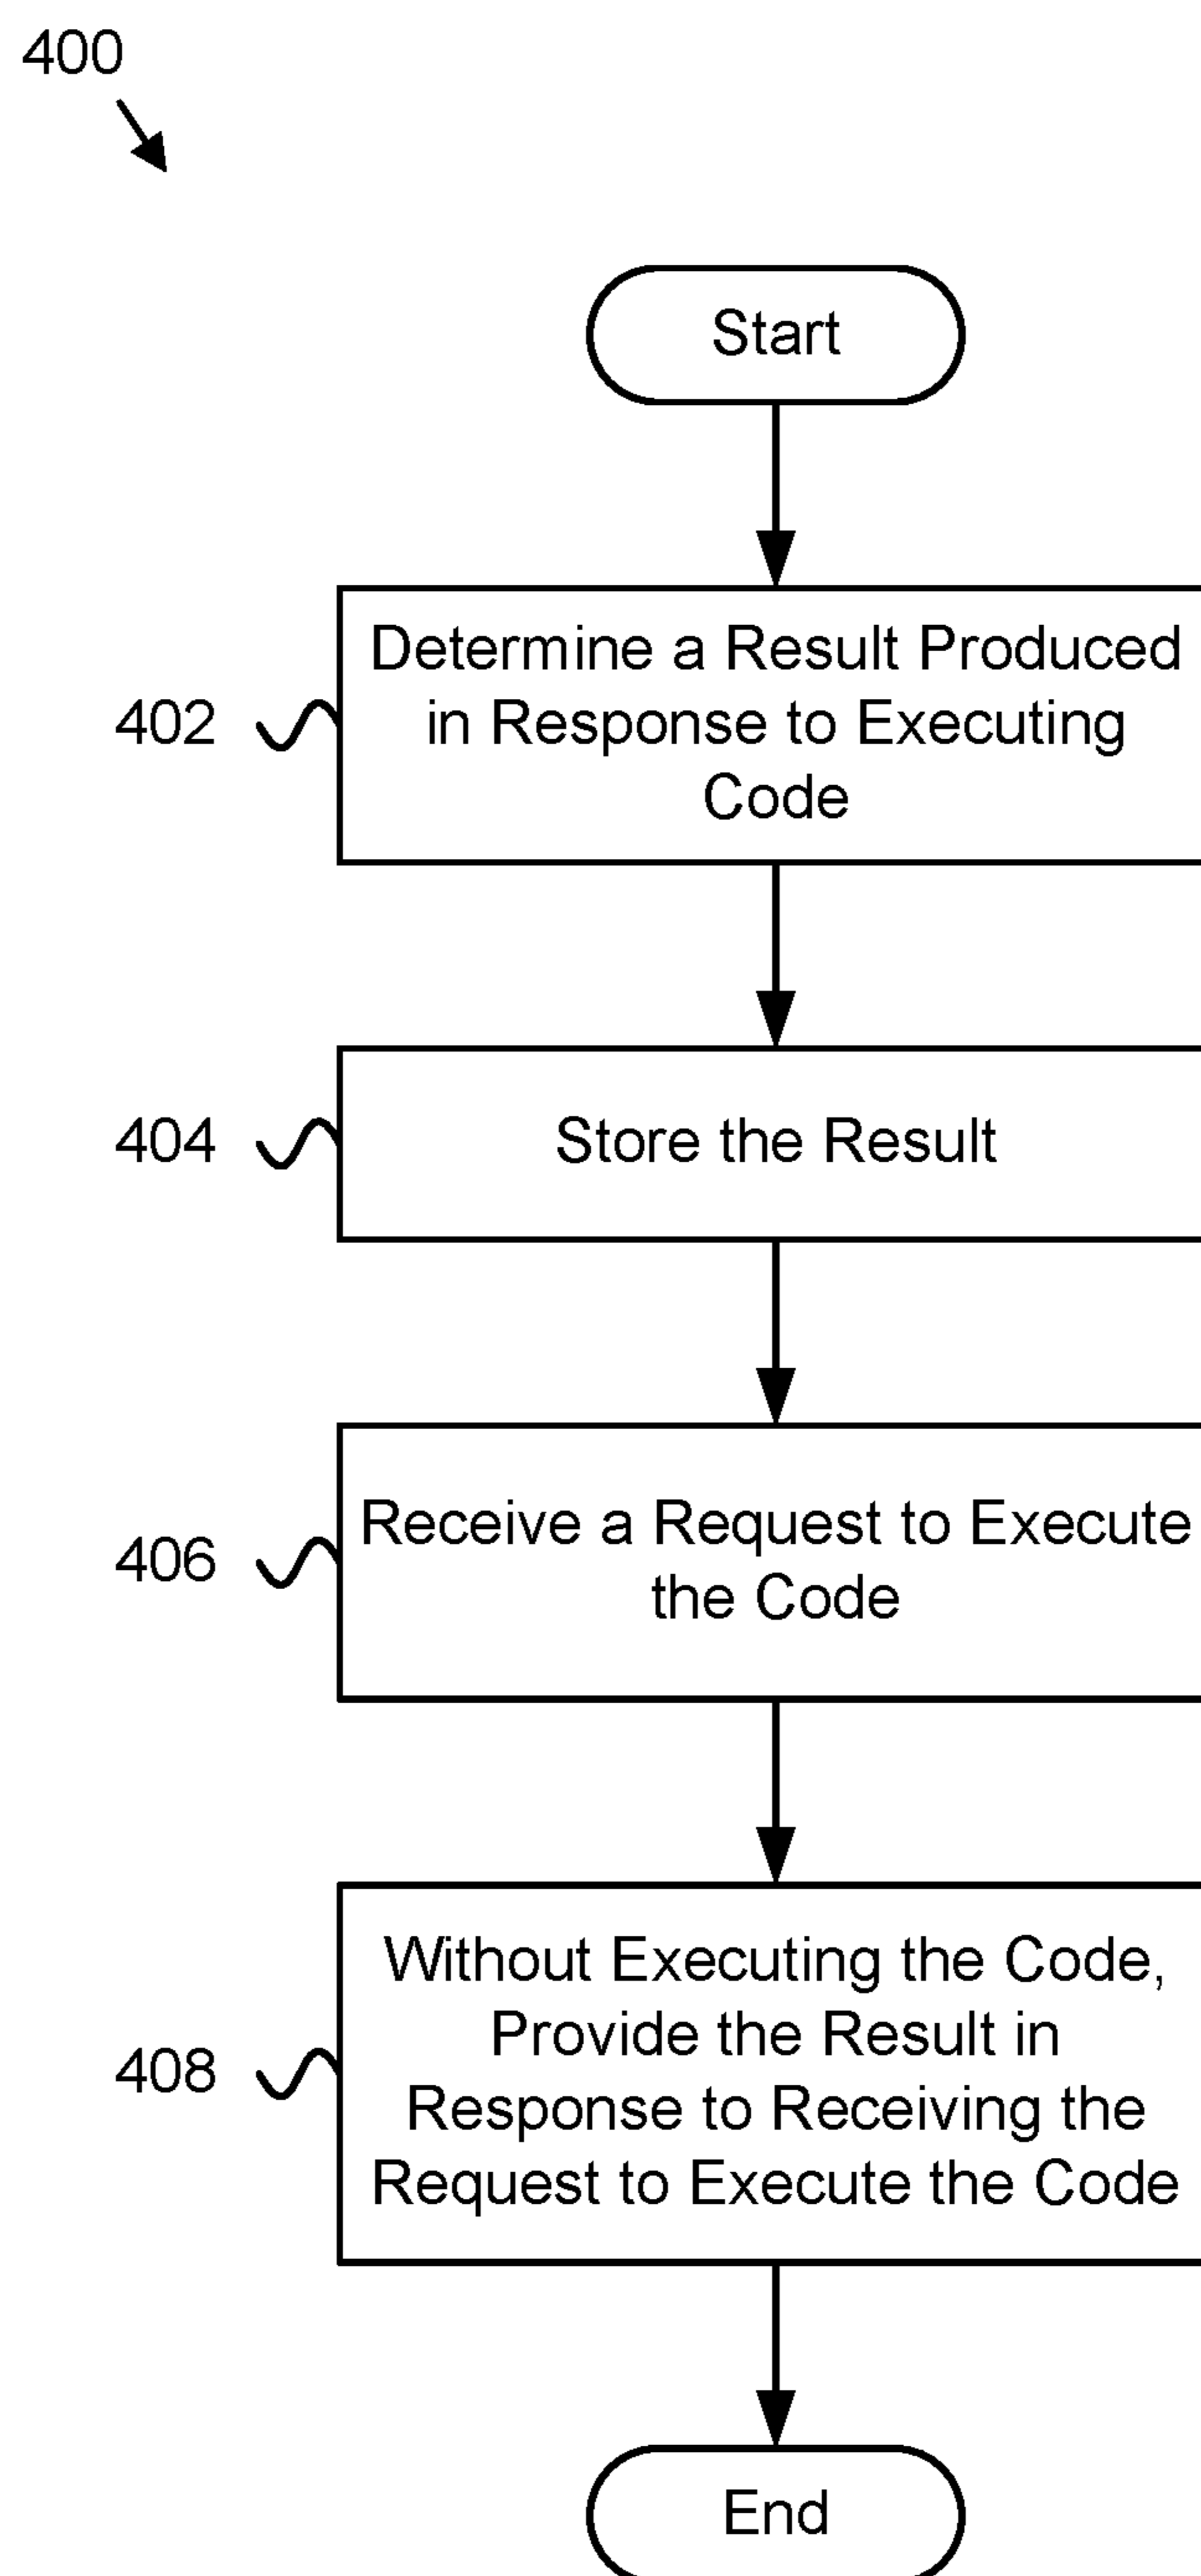 400
Start
402
Determine a Result Produced
in Response to Executing
Code
404
Store the Result
406
Receive a Request to Execute
the Code
408
Without Executing the Code,
Provide the Result in
Response to Receiving the
Request to Execute the Code
End